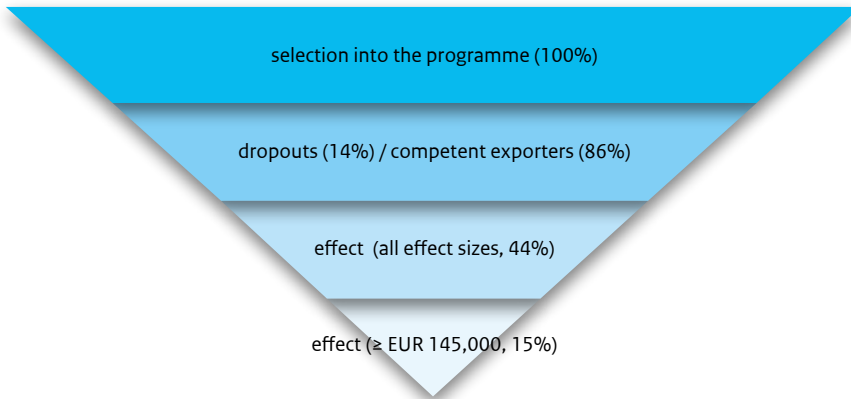 selection into the programme (100%)
dropouts (14%) / competent exporters (86%)
effect  (all effect sizes, 44%)
effect (≥ EUR 145,000, 15%)